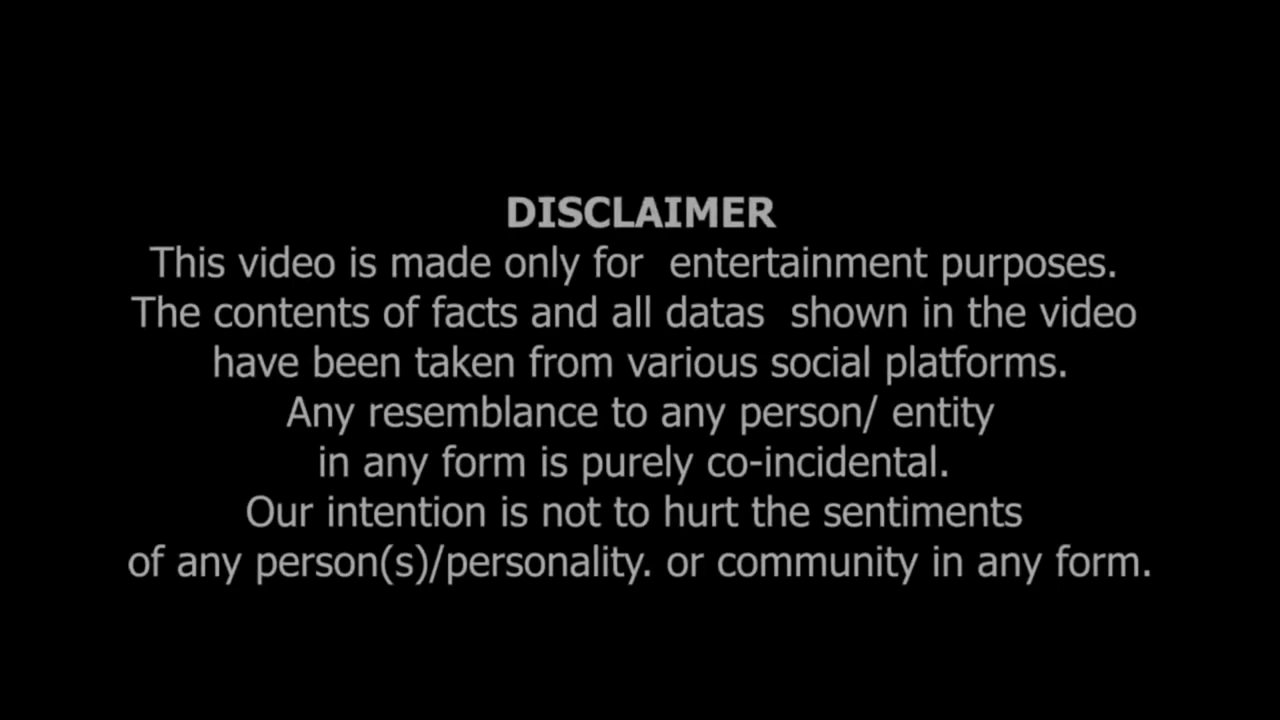 DISCLAIMER
This video is made only for  entertainment purposes.
The contents of facts and all datas  shown in the video
have been taken from various social platforms.
Any resemblance to any person/ entity
in any form is purely co-incidental.
Our intention is not to hurt the sentiments
of any person(s)/personality. or community in any form.